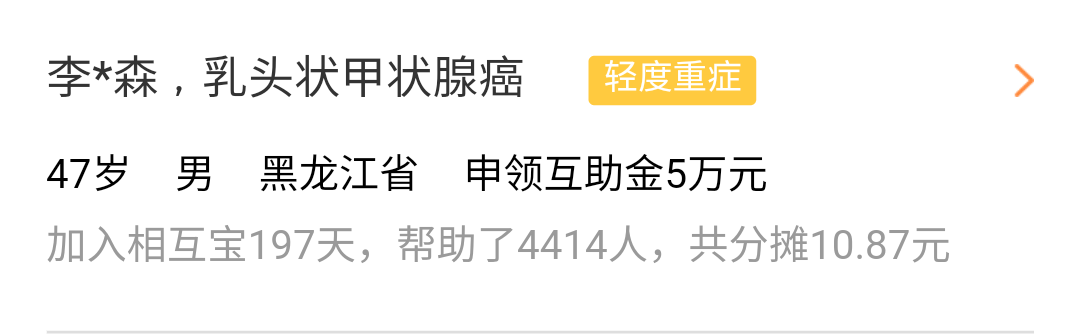 李*森，乳头状甲状腺癌 轻度重症
47岁 男 黑龙江省 申领互助金5万元
加入相互宝197天，帮助了4414人，共分摊10.87元